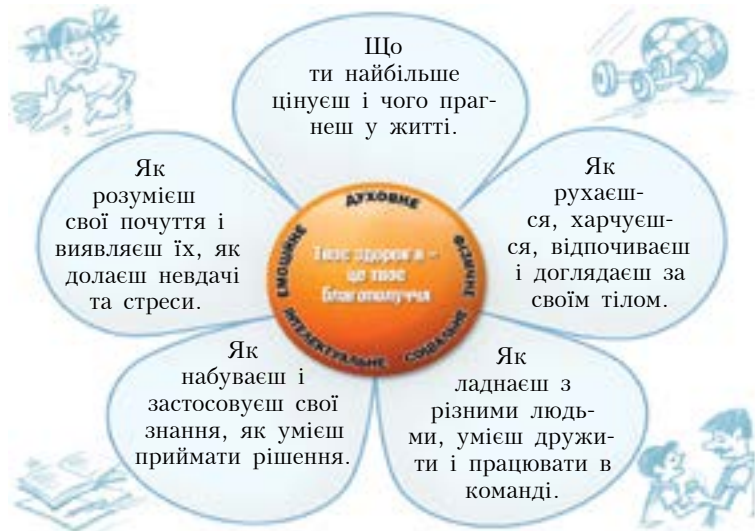 Що
ти найбільше
цінуєш і чого праг-
неш у житті.
Як
розумієш
свої почуття і
виявляєш їх, як
долаєш невдачі
та стреси.
Як
рухаєш-
ся, харчуєш-
ся, відпочиваєш
і доглядаєш за
своїм тілом.
ДУХОВНЕ
ЕМОЦІЙНЕ
ФІЗИЧНЕ
Твоє здоров'я –
це твоє
благополуччя
ІНТЕЛЕКТУАЛЬНЕ
СОЦІАЛЬНЕ
Як
набуваєш і
застосовуєш свої
знання, як умієш
приймати рішення.
Як
ладнаєш з
різними людь-
ми, умієш дружи-
ти і працювати в
команді.